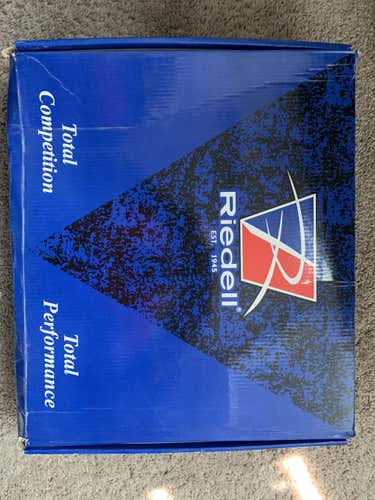 Riedell®
EST. 1945
Total
Competition
Total
Performance